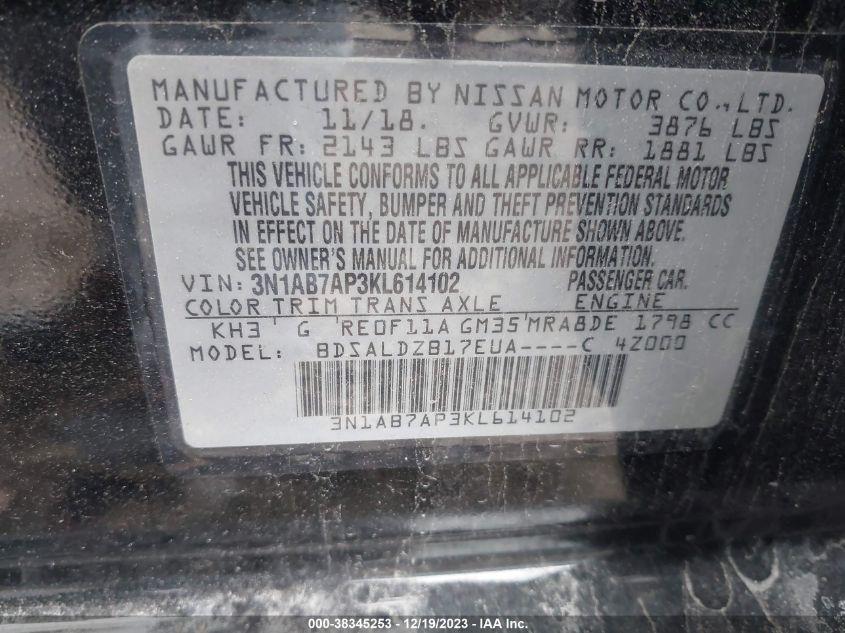 MANUFACTURED BY NISSAN MOTOR CO., LTD.
DATE: 11/18. GVWR: 3876 LBS
GAWR FR: 2143 LBS GAWR RR: 1881 LBS
THIS VEHICLE CONFORMS TO ALL APPLICABLE FEDERAL MOTOR
VEHICLE SAFETY, BUMPER AND THEFT PREVENTION STANDARDS
IN EFFECT ON THE DATE OF MANUFACTURE SHOWN ABOVE.
SEE OWNER'S MANUAL FOR ADDITIONAL INFORMATION.
VIN: 3N1AB7AP3KL614102 PASSENGER CAR.
COLOR TRIM TRANS AXLE ENGINE
KH3 ' G ' RE0F11A GM35 ' MRA8DE 1798 CC
MODEL: BDSALDZB17EUA----C 4Z000
3N1AB7AP3KL614102
000-38345253 - 12/19/2023 - IMAGE 9 OF